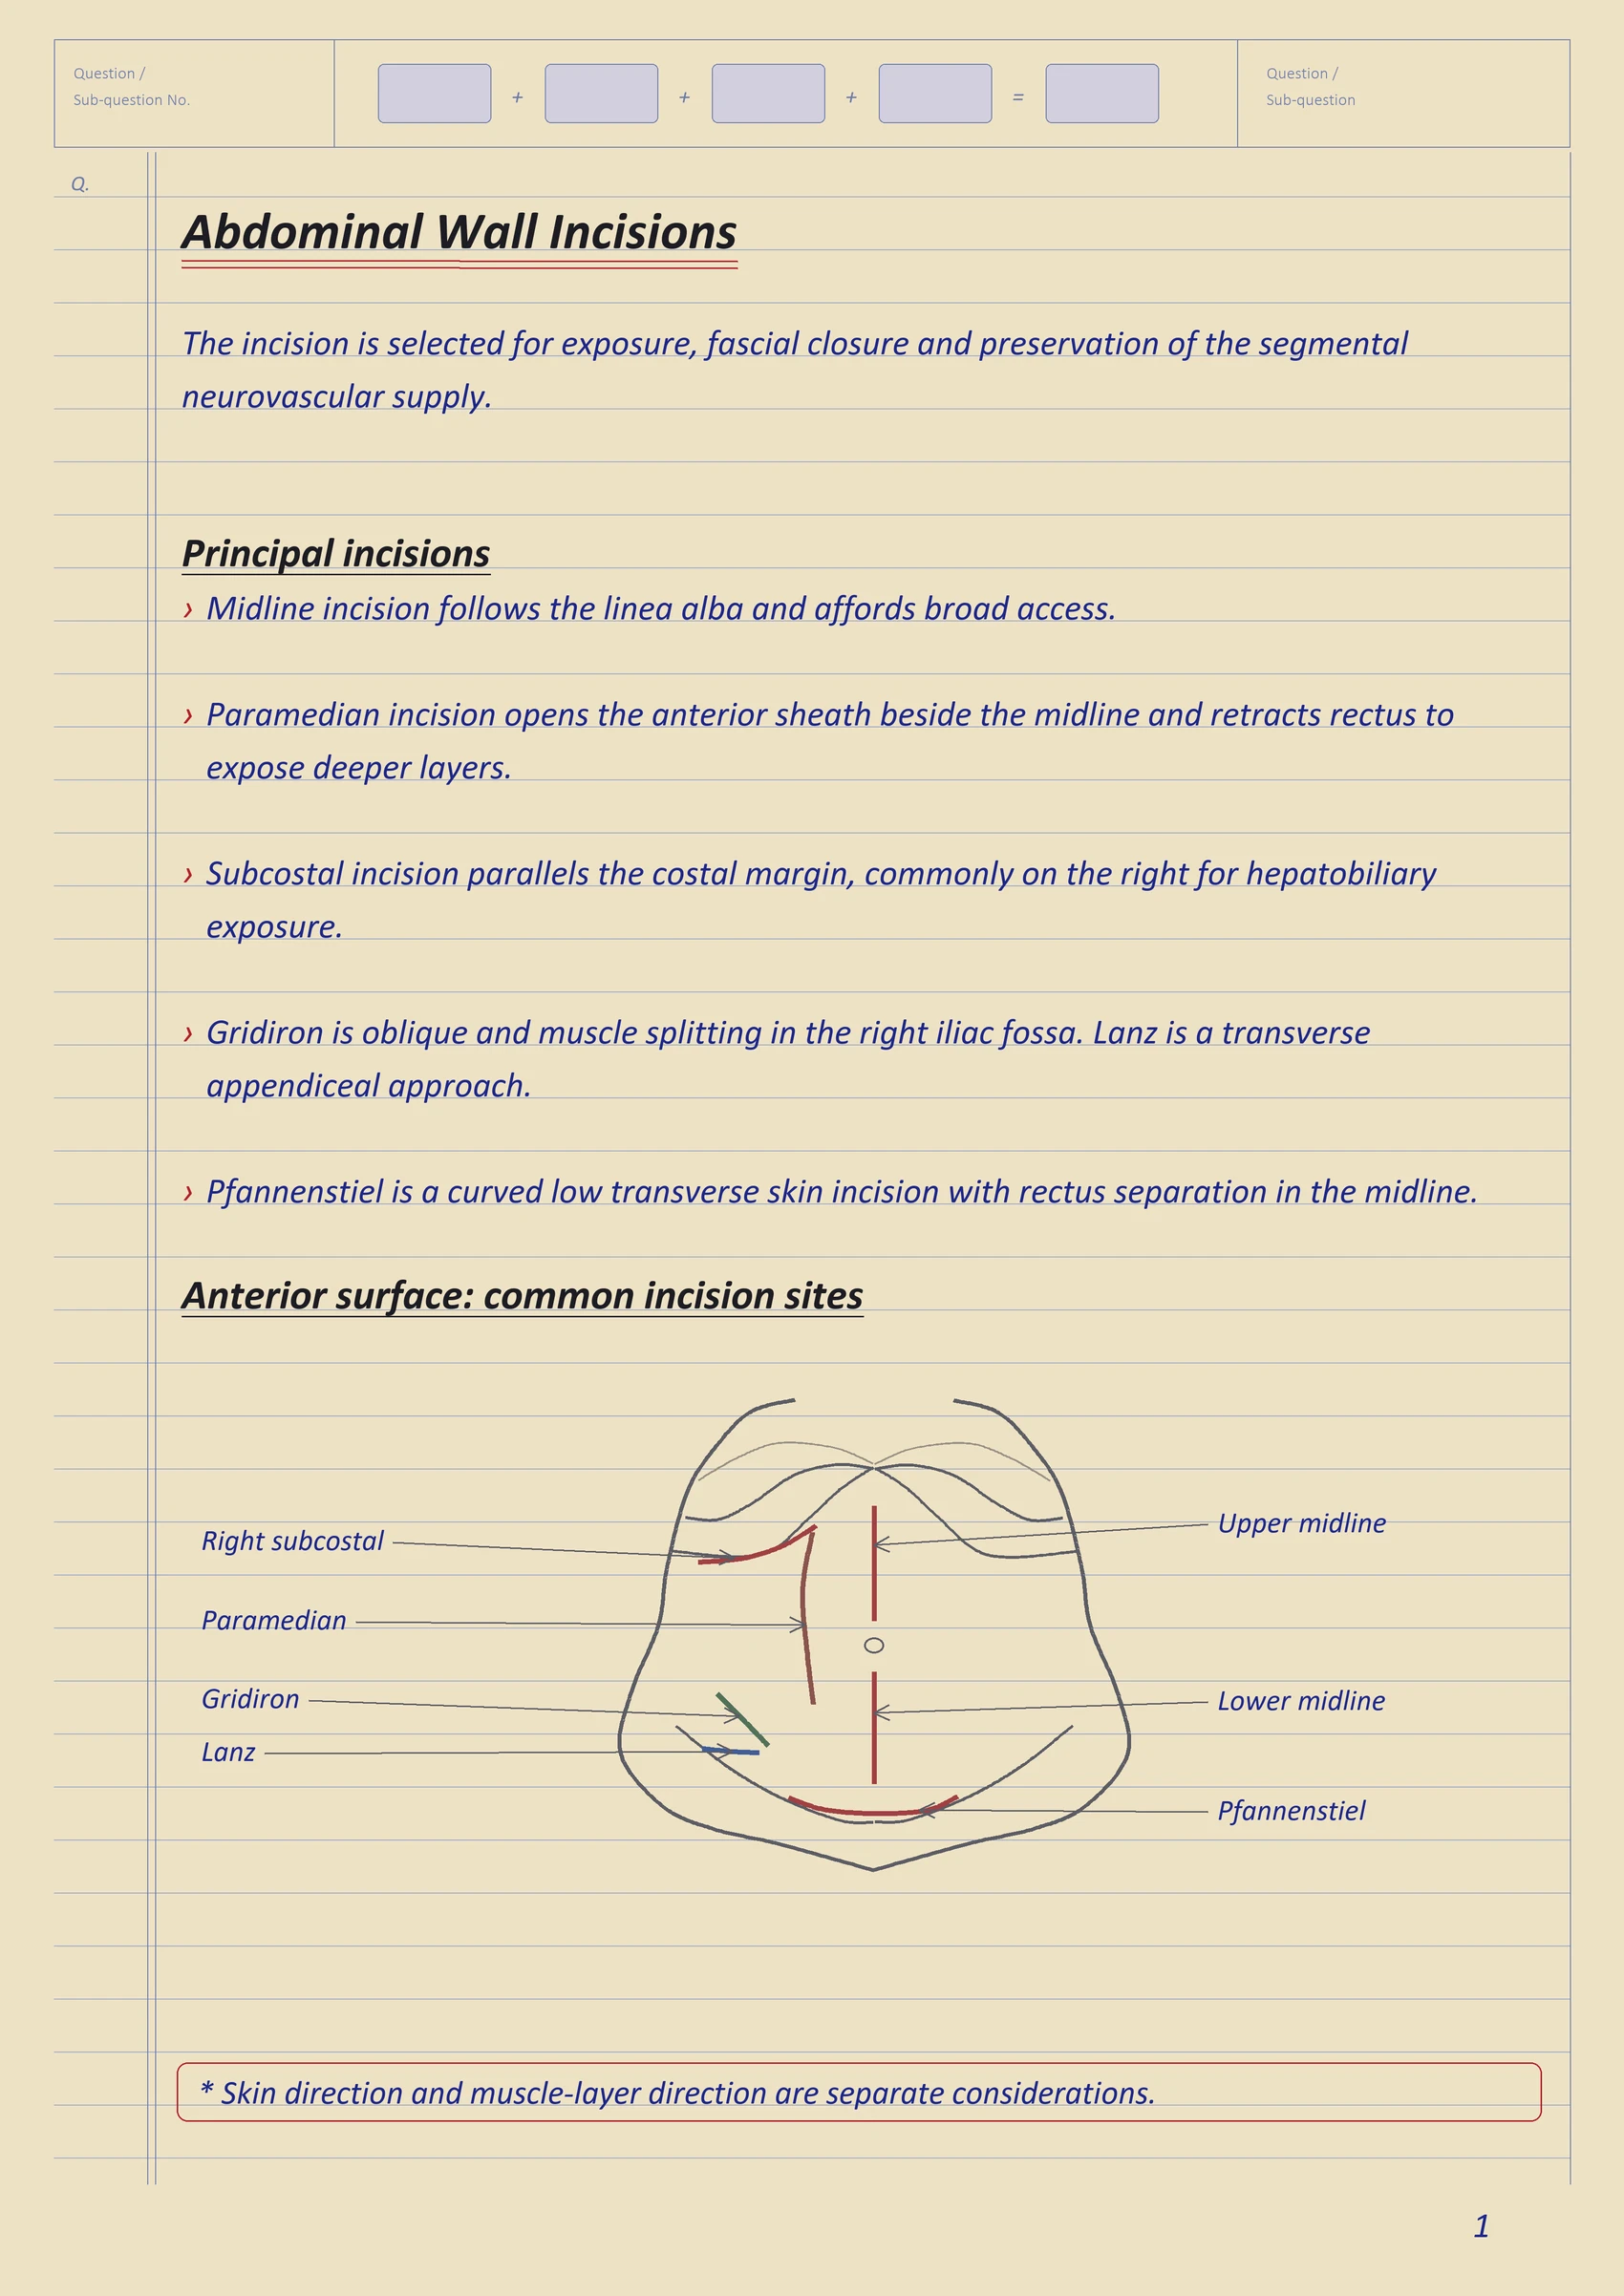 Question /
Sub-question No.
+ + + =
Question /
Sub-question
Q.
Abdominal Wall Incisions
The incision is selected for exposure, fascial closure and preservation of the segmental
neurovascular supply.
Principal incisions
› Midline incision follows the linea alba and affords broad access.
› Paramedian incision opens the anterior sheath beside the midline and retracts rectus to
expose deeper layers.
› Subcostal incision parallels the costal margin, commonly on the right for hepatobiliary
exposure.
› Gridiron is oblique and muscle splitting in the right iliac fossa. Lanz is a transverse
appendiceal approach.
› Pfannenstiel is a curved low transverse skin incision with rectus separation in the midline.
Anterior surface: common incision sites
Right subcostal
Paramedian
Gridiron
Lanz
Upper midline
Lower midline
Pfannenstiel
* Skin direction and muscle-layer direction are separate considerations.
1